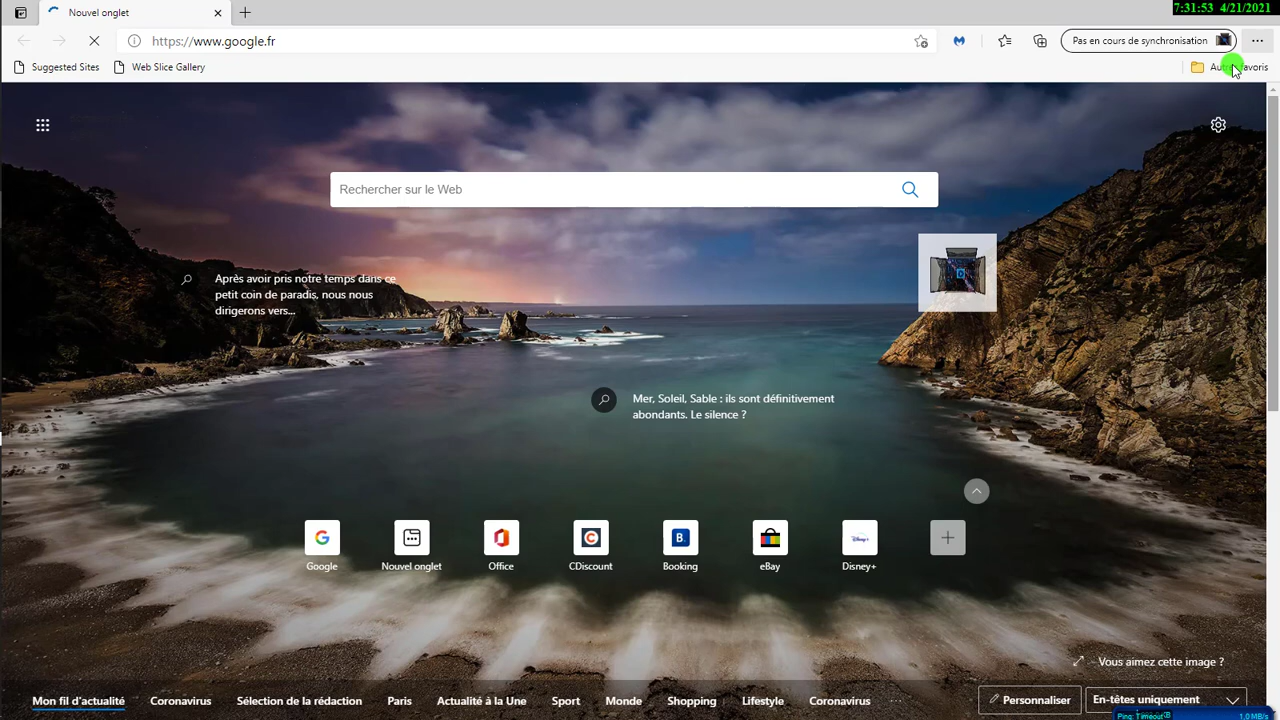 7:31:53 4/21/2021
Nouvel onglet
https://www.google.fr
Pas en cours de synchronisation
Suggested Sites
Web Slice Gallery
Autres favoris
Rechercher sur le Web
Après avoir pris notre temps dans ce
petit coin de paradis, nous nous
dirigerons vers...
Mer, Soleil, Sable : ils sont définitivement
abondants. Le silence ?
Google
Nouvel onglet
Office
CDiscount
Booking
eBay
Disney+
Vous aimez cette image ?
Mon fil d'actualité
Coronavirus
Sélection de la rédaction
Paris
Actualité à la Une
Sport
Monde
Shopping
Lifestyle
Coronavirus
...
Personnaliser
En-têtes uniquement
Ping: Timeout
1,0 MB/s